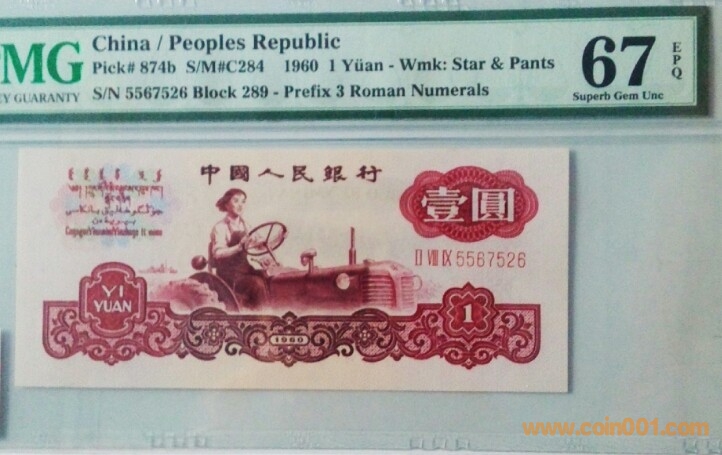 PMG
China / Peoples Republic
Pick# 874b S/M#C284 1960 1 Yüan - Wmk: Star & Pants
S/N 5567526 Block 289 - Prefix 3 Roman Numerals
GUARANTY
67
EPQ
Superb Gem Unc
中國人民銀行
壹圓
II VIII IX 5567526
YI
YUAN
1960
1
www.coin001.com